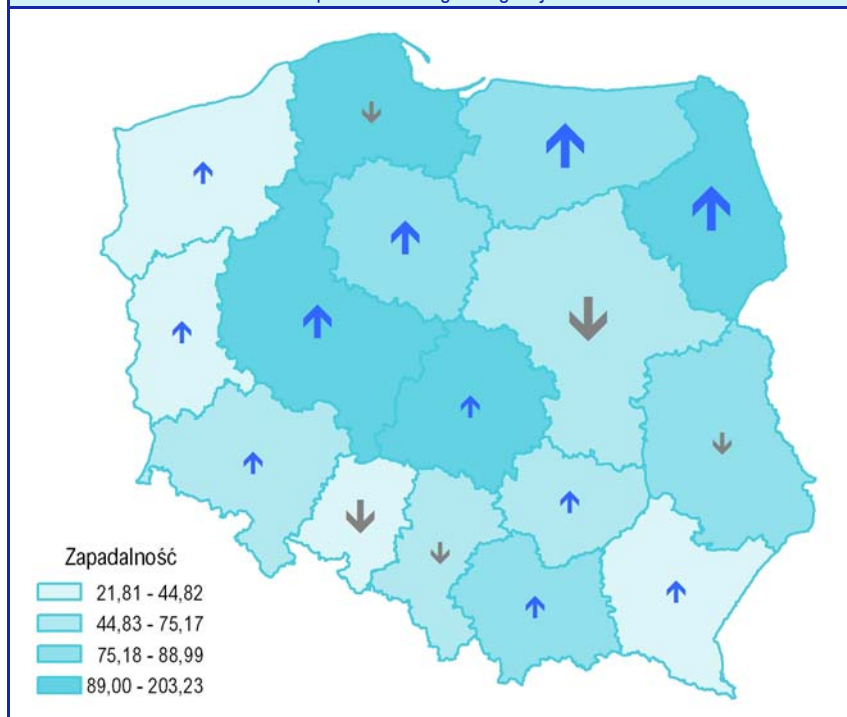 Zapadalność
21,81 - 44,82
44,83 - 75,17
75,18 - 88,99
89,00 - 203,23